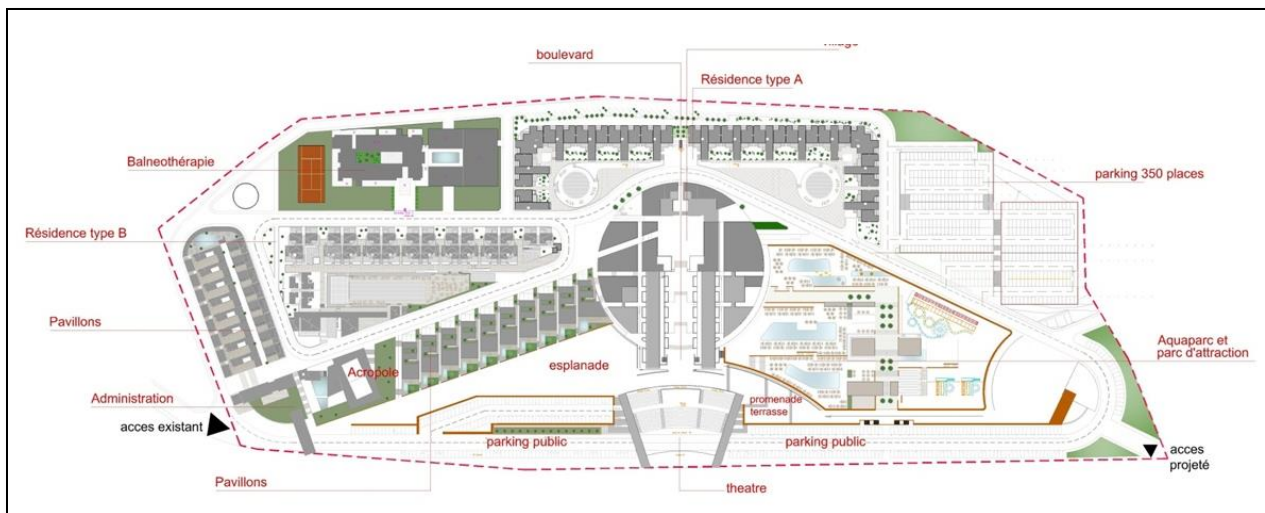 village
boulevard
Résidence type A
Balneothérapie
parking 350 places
Résidence type B
Pavillons
Aquaparc et
parc d'attraction
esplanade
Acropole
promenade
terrasse
Administration
acces existant
parking public
parking public
acces
projeté
Pavillons
theatre